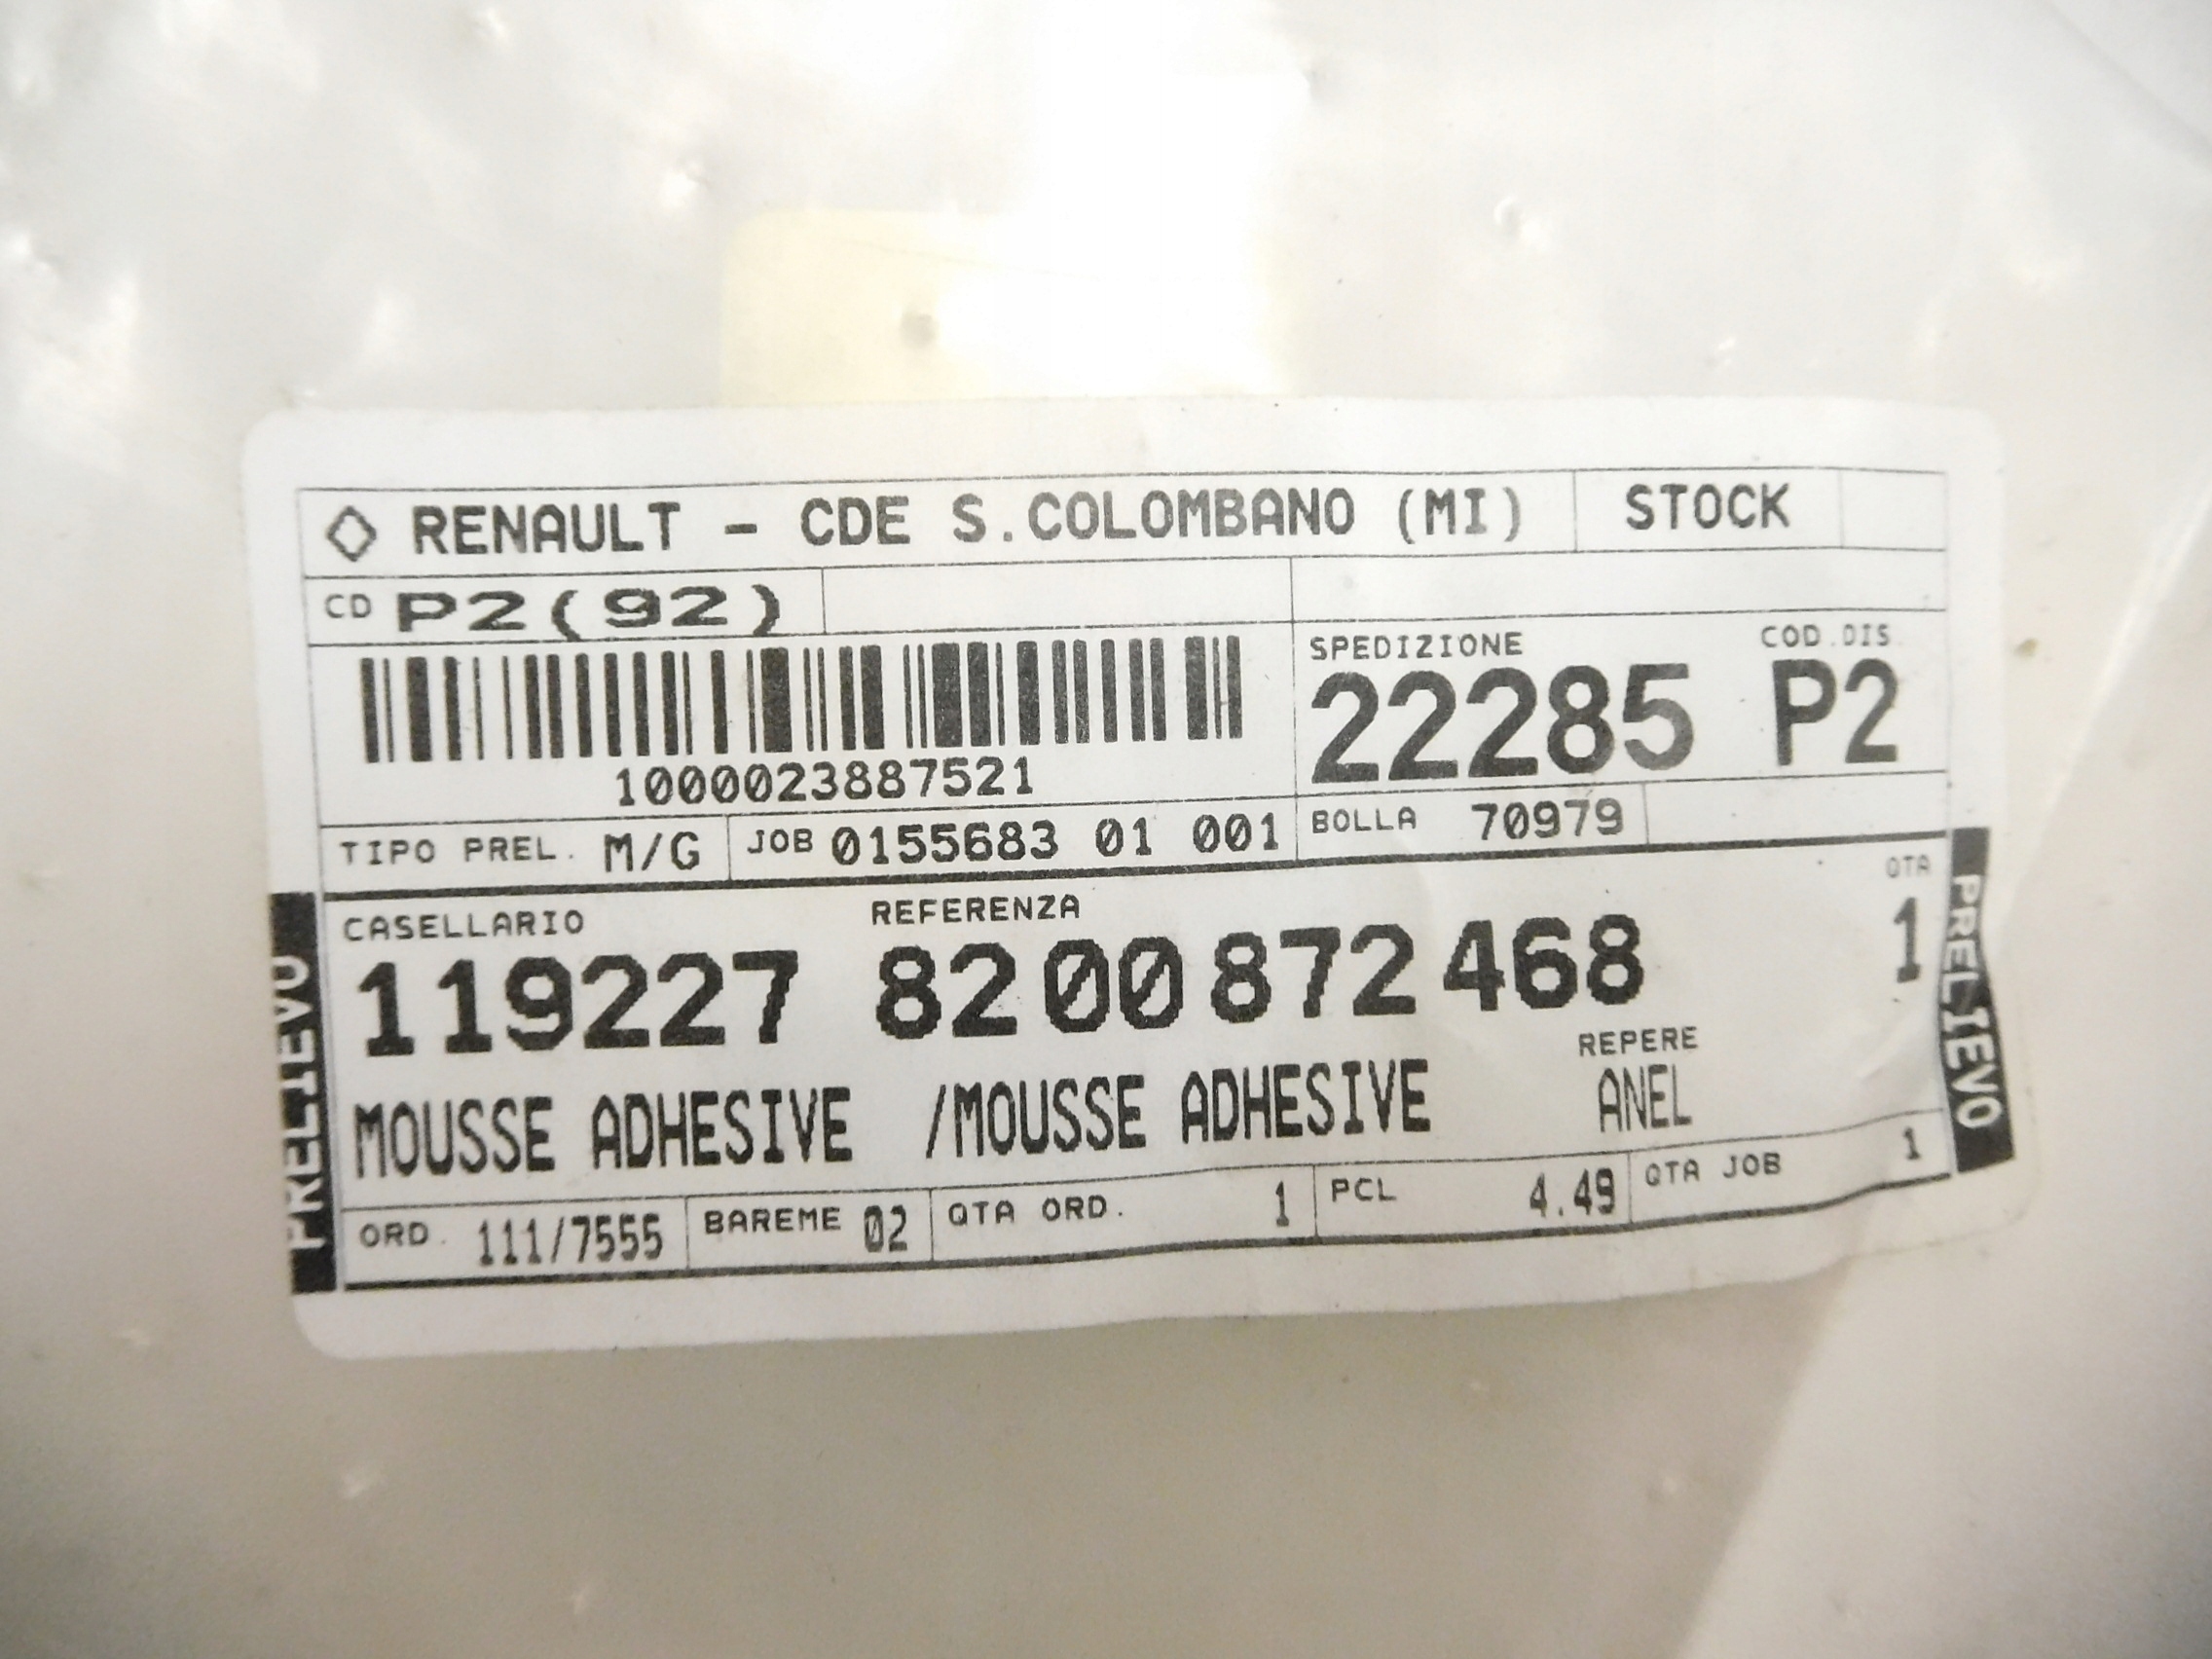 RENAULT - CDE S.COLOMBANO (MI) STOCK
CD P2(92)
SPEDIZIONE COD.DIS.
22285 P2
1000023887521
TIPO PREL. M/G JOB 0155683 01 001 BOLLA 70979
CASELLARIO REFERENZA QTA
119227 8200872468 1
REPERE
MOUSSE ADHESIVE /MOUSSE ADHESIVE ANEL
ORD. 111/7555 BAREME 02 QTA ORD. 1 PCL 4.49 QTA JOB 1
PRELIEVO
PRELIEVO